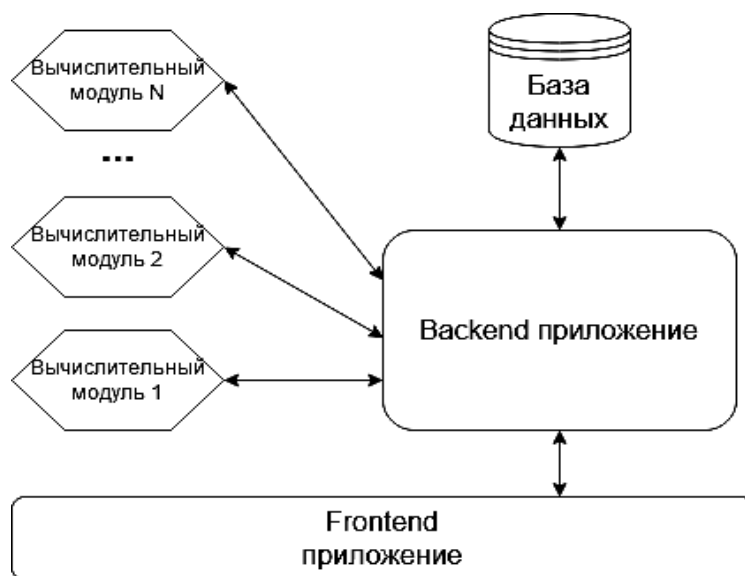 Вычислительный
модуль N
...
База
данных
Вычислительный
модуль 2
Backend приложение
Вычислительный
модуль 1
Frontend
приложение